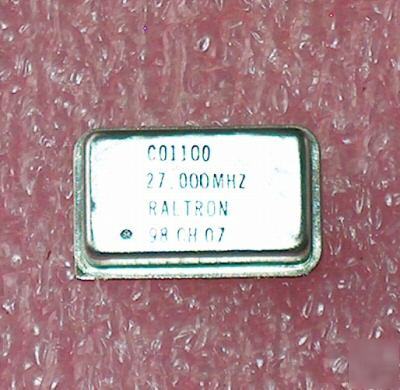 CO1100
27.000MHZ
RALTRON
98 CH 07